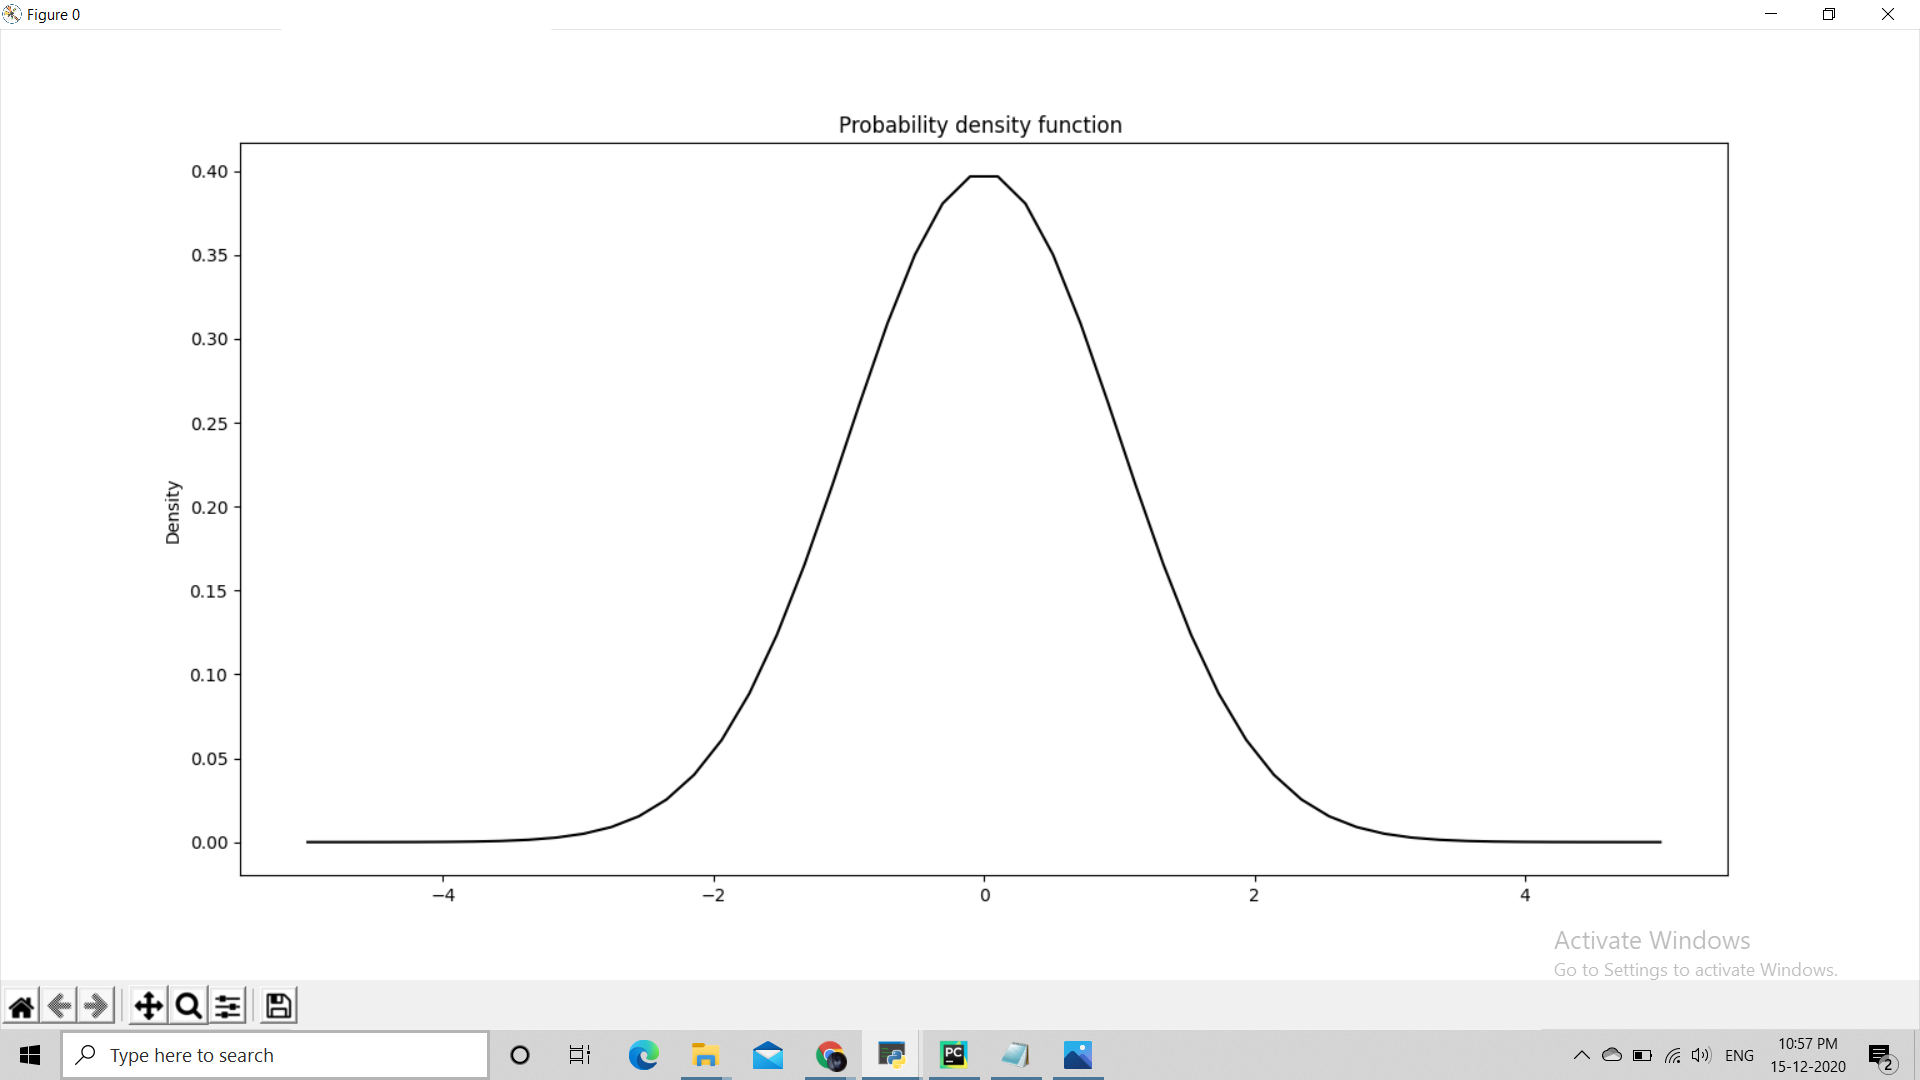 Figure 0
Probability density function
0.40
0.35
0.30
0.25
0.20
0.15
0.10
0.05
0.00
Density
−4 −2 0 2 4
Activate Windows
Go to Settings to activate Windows.
Type here to search
PC
ENG
10:57 PM
15-12-2020
2